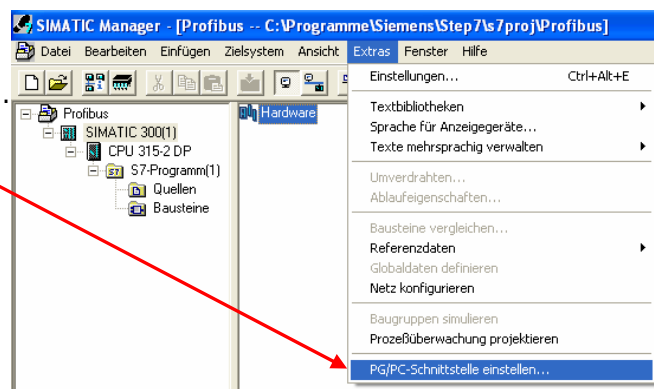 SIMATIC Manager - [Profibus -- C:\Programme\Siemens\Step7\s7proj\Profibus]
Datei Bearbeiten Einfügen Zielsystem Ansicht Extras Fenster Hilfe
Profibus
SIMATIC 300(1)
CPU 315-2 DP
S7-Programm(1)
Quellen
Bausteine
Hardware
Einstellungen... Ctrl+Alt+E
Textbibliotheken
Sprache für Anzeigegeräte...
Texte mehrsprachig verwalten
Umverdrahten...
Ablaufeigenschaften...
Bausteine vergleichen...
Referenzdaten
Globaldaten definieren
Netz konfigurieren
Baugruppen simulieren
Prozeßüberwachung projektieren
PG/PC-Schnittstelle einstellen...